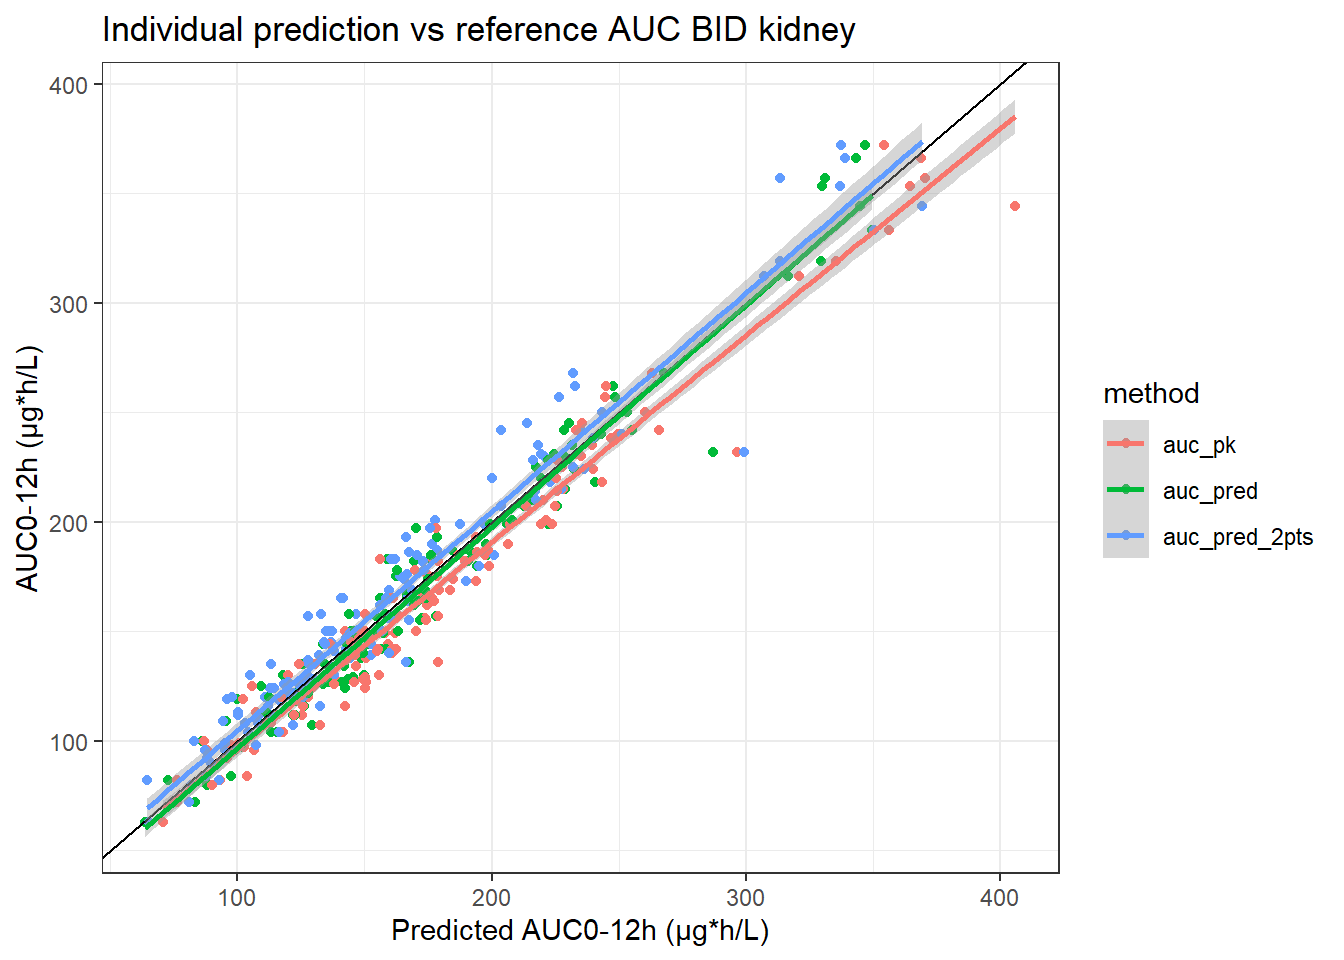 Individual prediction vs reference AUC BID kidney
400
300
200
100
AUC0-12h (µg*h/L)
100
200
300
400
Predicted AUC0-12h (µg*h/L)
method
auc_pk
auc_pred
auc_pred_2pts